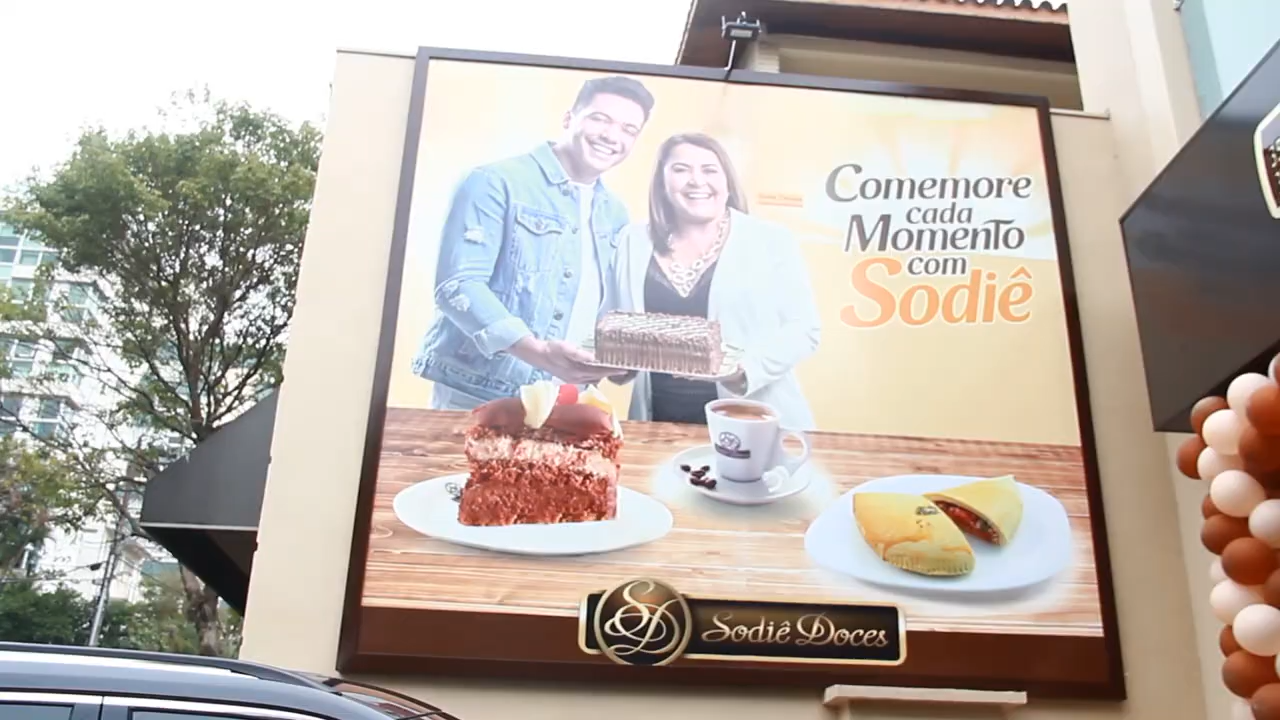 Comemore
cada
Momento
com
Sodiê
SD
Sodiê Doces